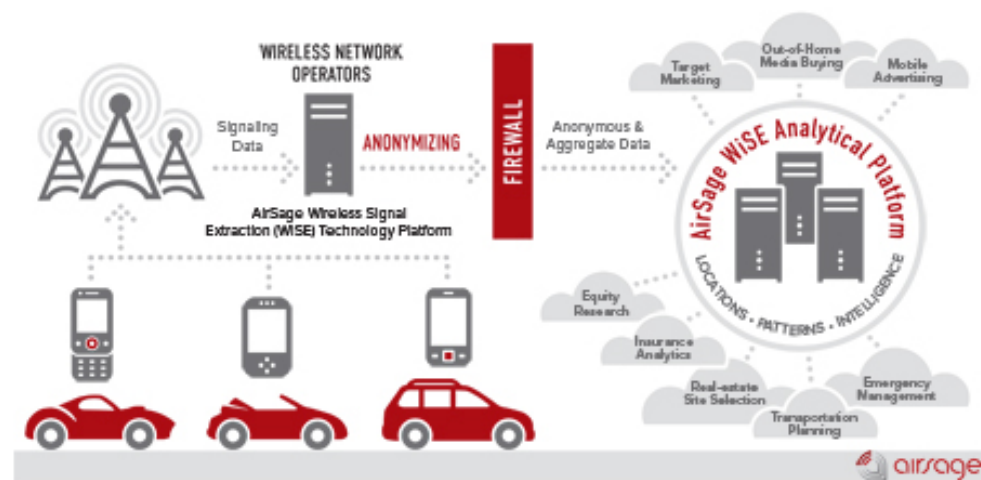 WIRELESS NETWORK
OPERATORS
Signaling
Data
ANONYMIZING
AirSage Wireless Signal
Extraction (WISE) Technology Platform
FIREWALL
Anonymous &
Aggregate Data
Target
Marketing
Out-of-Home
Media Buying
Mobile
Advertising
AirSage WiSE Analytical Platform
LOCATIONS • PATTERNS • INTELLIGENCE
Equity
Research
Insurance
Analytics
Real-estate
Site Selection
Transportation
Planning
Emergency
Management
airsage